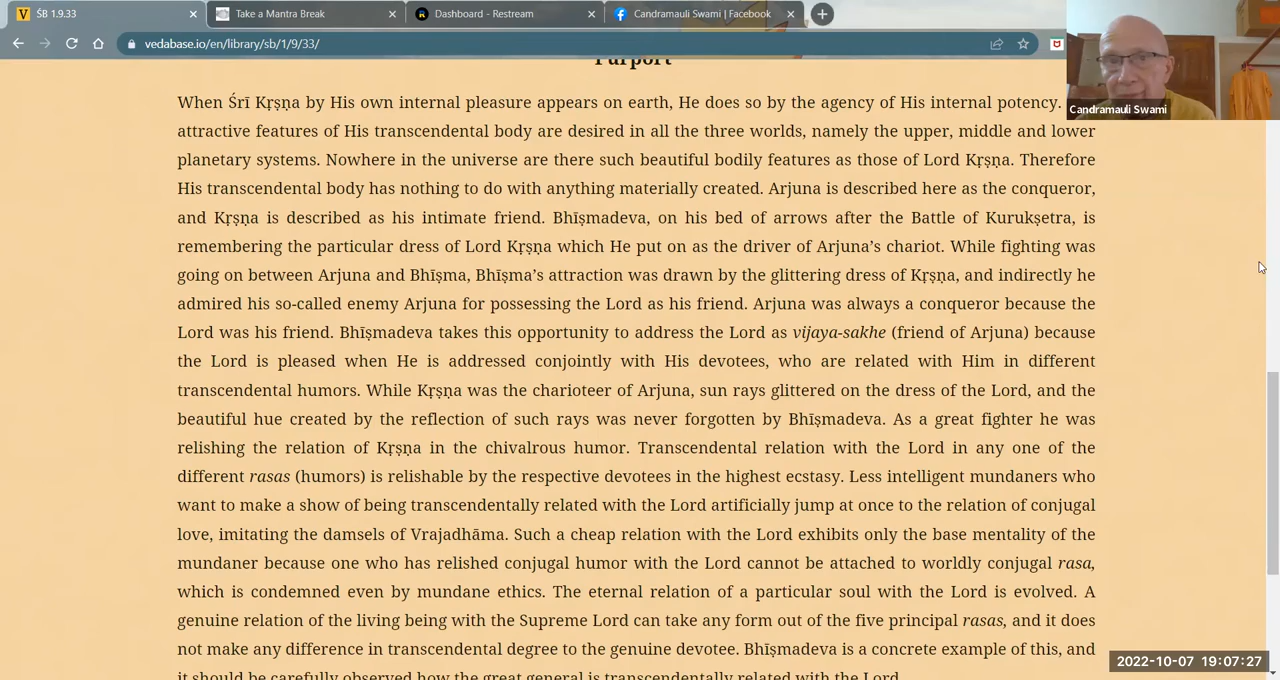 ŚB 1.9.33
Take a Mantra Break
Dashboard - Restream
Candramauli Swami | Facebook
vedabase.io/en/library/sb/1/9/33/
Purport
When Śrī Kṛṣṇa by His own internal pleasure appears on earth, He does so by the agency of His internal potency.
attractive features of His transcendental body are desired in all the three worlds, namely the upper, middle and lower
planetary systems. Nowhere in the universe are there such beautiful bodily features as those of Lord Kṛṣṇa. Therefore
His transcendental body has nothing to do with anything materially created. Arjuna is described here as the conqueror,
and Kṛṣṇa is described as his intimate friend. Bhīṣmadeva, on his bed of arrows after the Battle of Kurukṣetra, is
remembering the particular dress of Lord Kṛṣṇa which He put on as the driver of Arjuna’s chariot. While fighting was
going on between Arjuna and Bhīṣma, Bhīṣma’s attraction was drawn by the glittering dress of Kṛṣṇa, and indirectly he
admired his so-called enemy Arjuna for possessing the Lord as his friend. Arjuna was always a conqueror because the
Lord was his friend. Bhīṣmadeva takes this opportunity to address the Lord as vijaya-sakhe (friend of Arjuna) because
the Lord is pleased when He is addressed conjointly with His devotees, who are related with Him in different
transcendental humors. While Kṛṣṇa was the charioteer of Arjuna, sun rays glittered on the dress of the Lord, and the
beautiful hue created by the reflection of such rays was never forgotten by Bhīṣmadeva. As a great fighter he was
relishing the relation of Kṛṣṇa in the chivalrous humor. Transcendental relation with the Lord in any one of the
different rasas (humors) is relishable by the respective devotees in the highest ecstasy. Less intelligent mundaners who
want to make a show of being transcendentally related with the Lord artificially jump at once to the relation of conjugal
love, imitating the damsels of Vrajadhāma. Such a cheap relation with the Lord exhibits only the base mentality of the
mundaner because one who has relished conjugal humor with the Lord cannot be attached to worldly conjugal rasa,
which is condemned even by mundane ethics. The eternal relation of a particular soul with the Lord is evolved. A
genuine relation of the living being with the Supreme Lord can take any form out of the five principal rasas, and it does
not make any difference in transcendental degree to the genuine devotee. Bhīṣmadeva is a concrete example of this, and
it should be carefully observed how the great general is transcendentally related with the Lord.
Candramauli Swami
2022-10-07 19:07:27